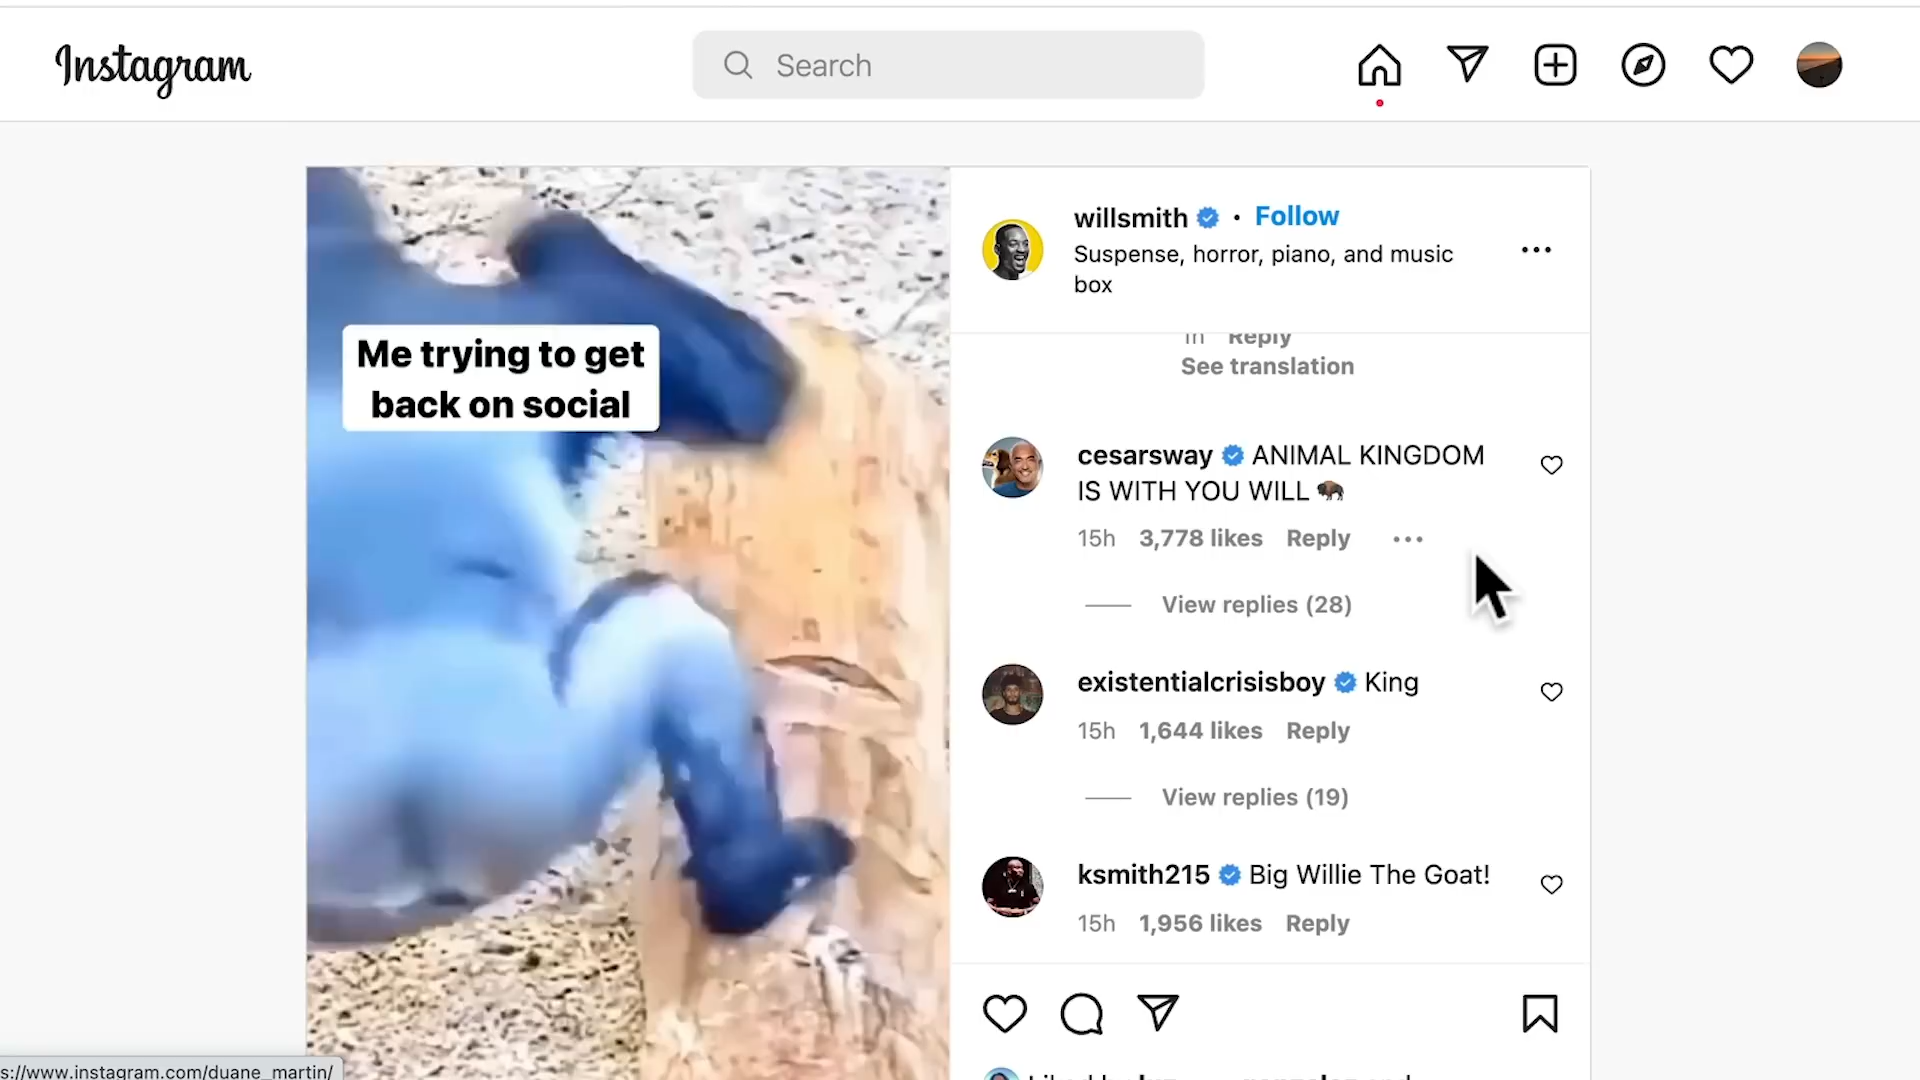 Instagram
Search
willsmith • Follow
Suspense, horror, piano, and music
box
Me trying to get
back on social
1h Reply
See translation
cesarsway ANIMAL KINGDOM
IS WITH YOU WILL 🦬
15h 3,778 likes Reply
View replies (28)
existentialcrisisboy King
15h 1,644 likes Reply
View replies (19)
ksmith215 Big Willie The Goat!
15h 1,956 likes Reply
s://www.instagram.com/duane_martin/